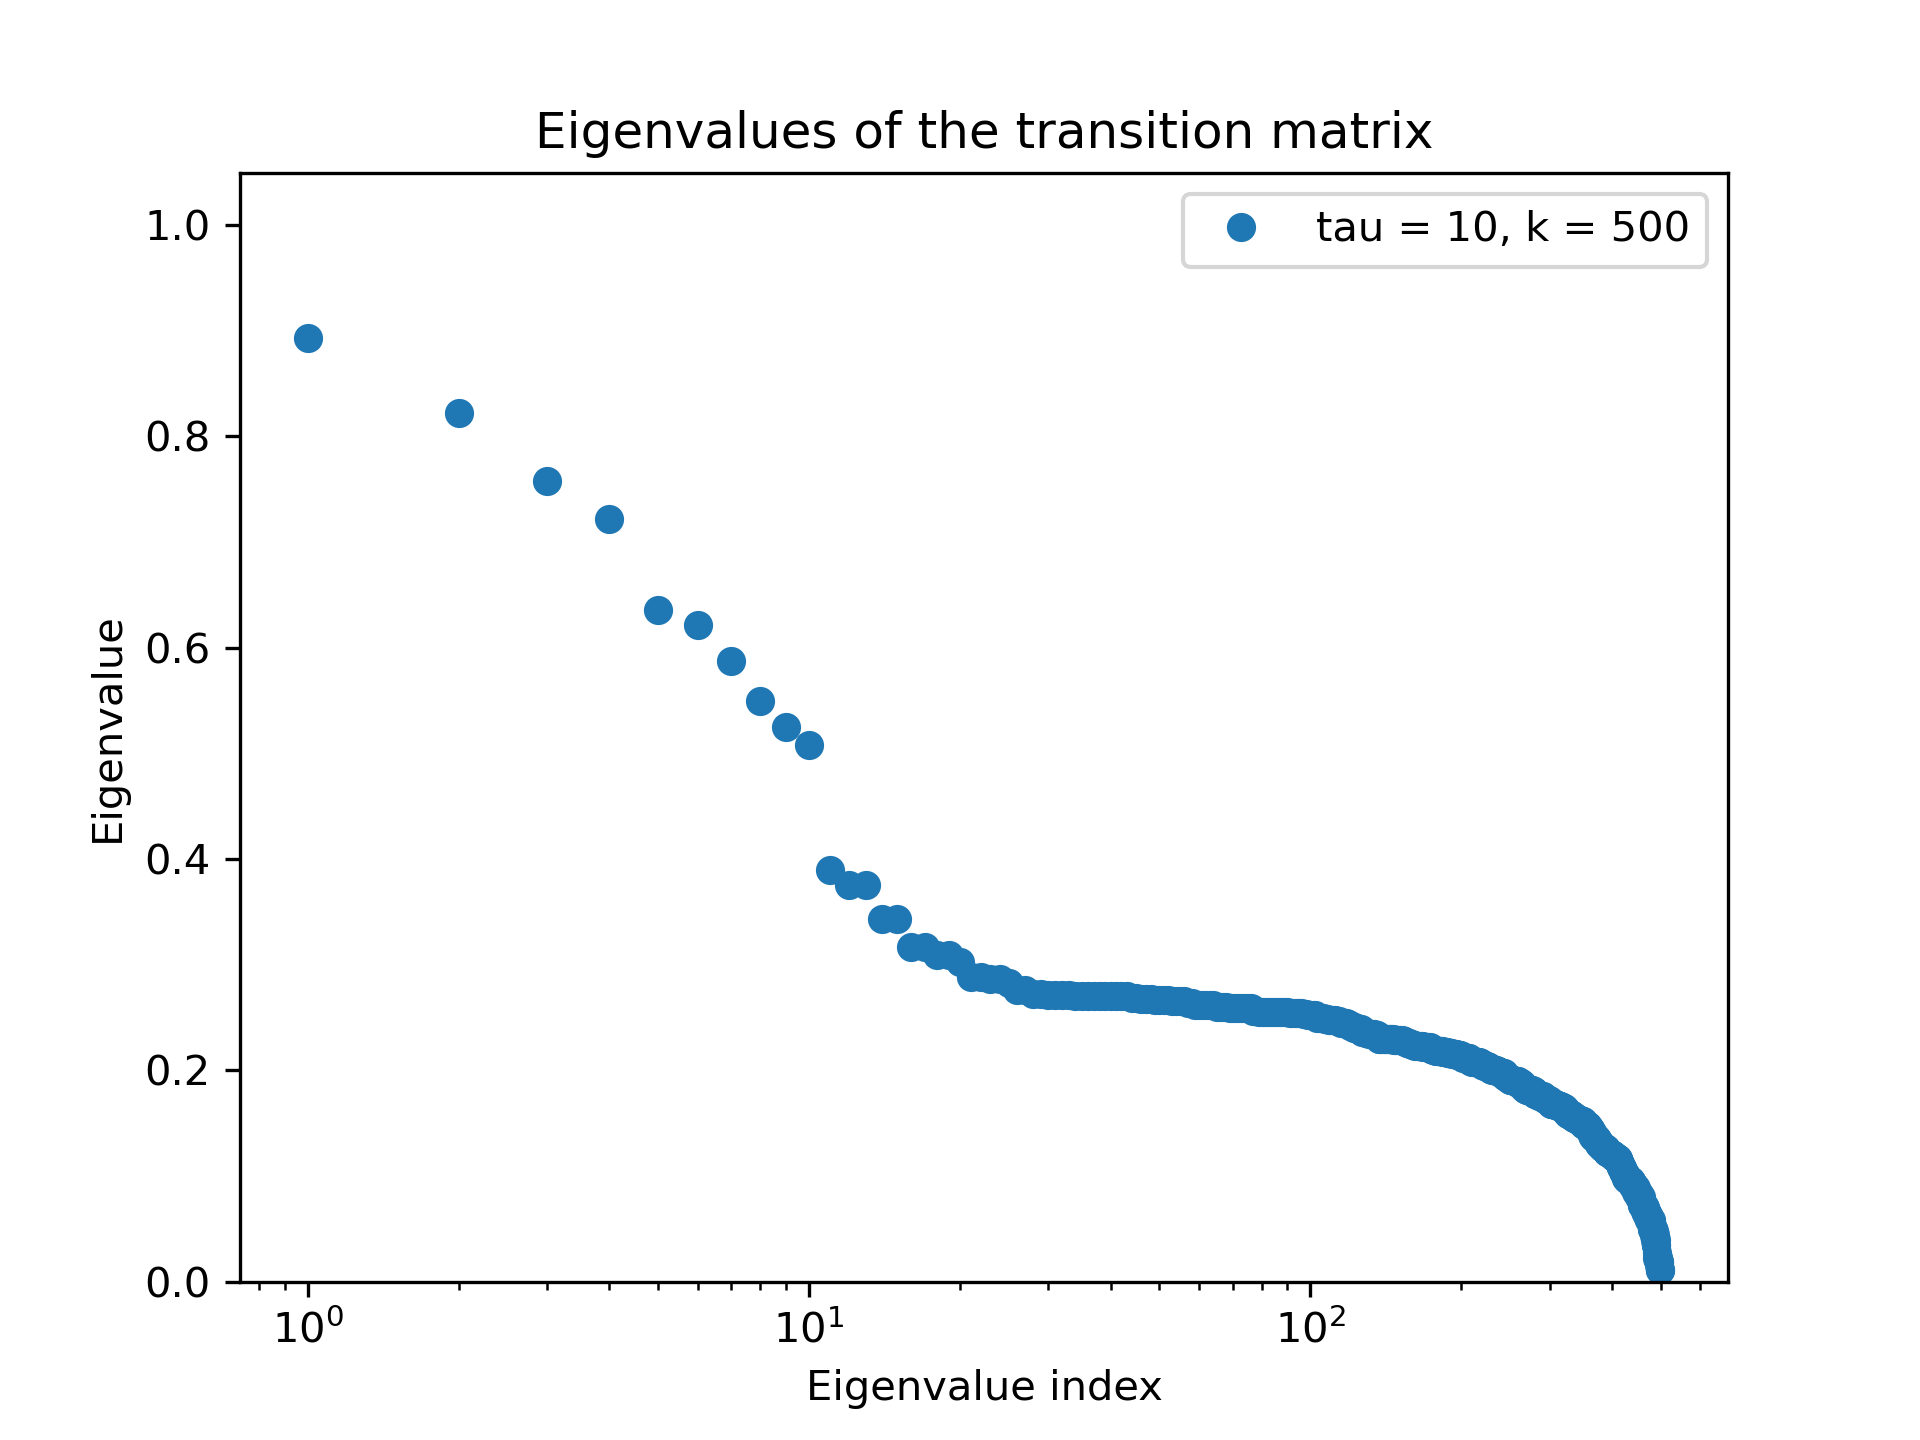 Eigenvalues of the transition matrix
tau = 10, k = 500
1.0
0.8
0.6
0.4
0.2
0.0
Eigenvalue
10⁰
10¹
10²
Eigenvalue index